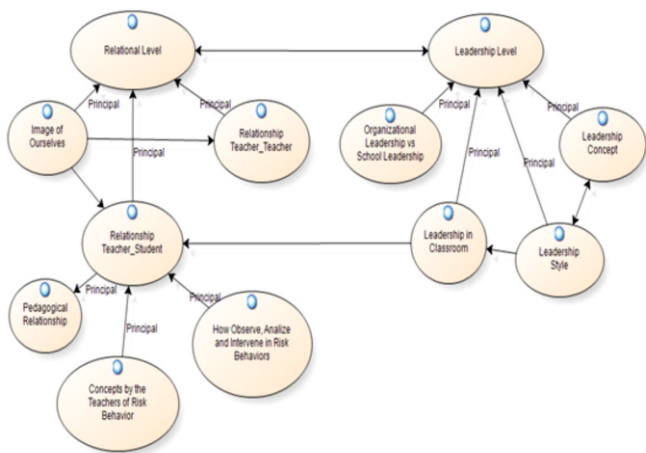 Relational Level
Leadership Level
Principal
Principal
Principal
Principal
Image of
Ourselves
Relationship
Teacher_Teacher
Organizational
Leadership vs
School Leadership
Leadership
Concept
Principal
Principal
Principal
Relationship
Teacher_Student
Leadership in
Classroom
Leadership
Style
Principal
Principal
Pedagogical
Relationship
How Observe, Analize
and Intervene in Risk
Behaviors
Principal
Concepts by the
Teachers of Risk
Behavior